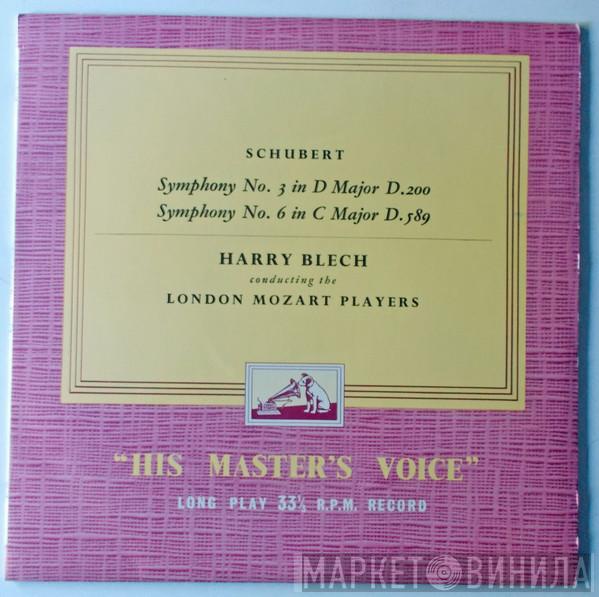 SCHUBERT
Symphony No. 3 in D Major D.200
Symphony No. 6 in C Major D.589
HARRY BLECH
conducting the
LONDON MOZART PLAYERS
"HIS MASTER'S VOICE"
LONG PLAY 33⅓ R.P.M. RECORD
МАРКЕТ ВИНИЛА